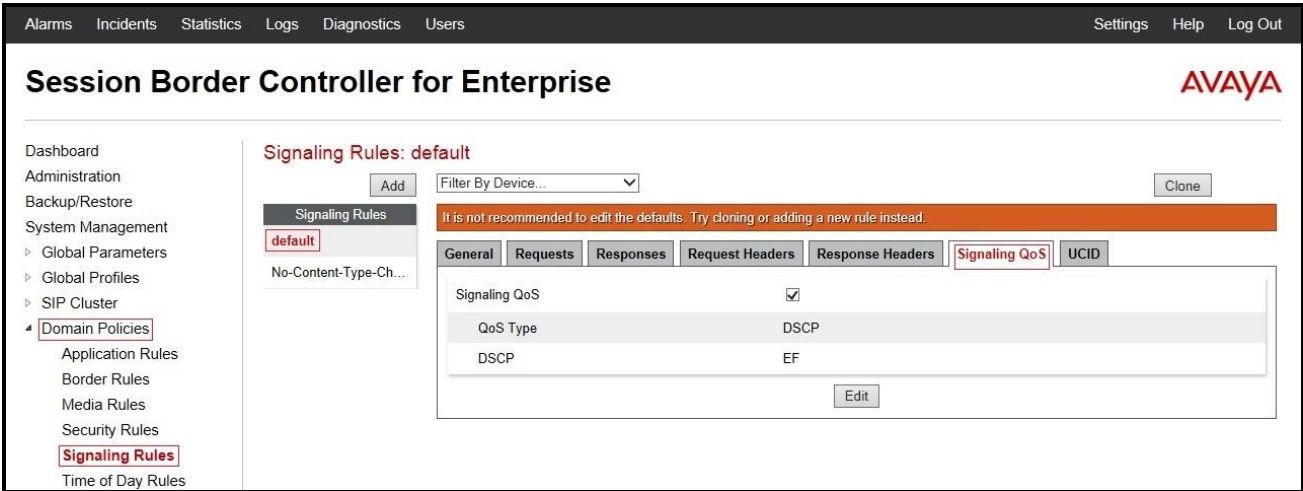 Alarms Incidents Statistics Logs Diagnostics Users Settings Help Log Out
Session Border Controller for Enterprise
AVAYA
Dashboard
Administration
Backup/Restore
System Management
Global Parameters
Global Profiles
SIP Cluster
Domain Policies
Application Rules
Border Rules
Media Rules
Security Rules
Signaling Rules
Time of Day Rules
Signaling Rules: default
Add
Filter By Device...
Clone
Signaling Rules
default
No-Content-Type-Ch...
It is not recommended to edit the defaults. Try cloning or adding a new rule instead.
General Requests Responses Request Headers Response Headers Signaling QoS UCID
Signaling QoS
QoS Type DSCP
DSCP EF
Edit